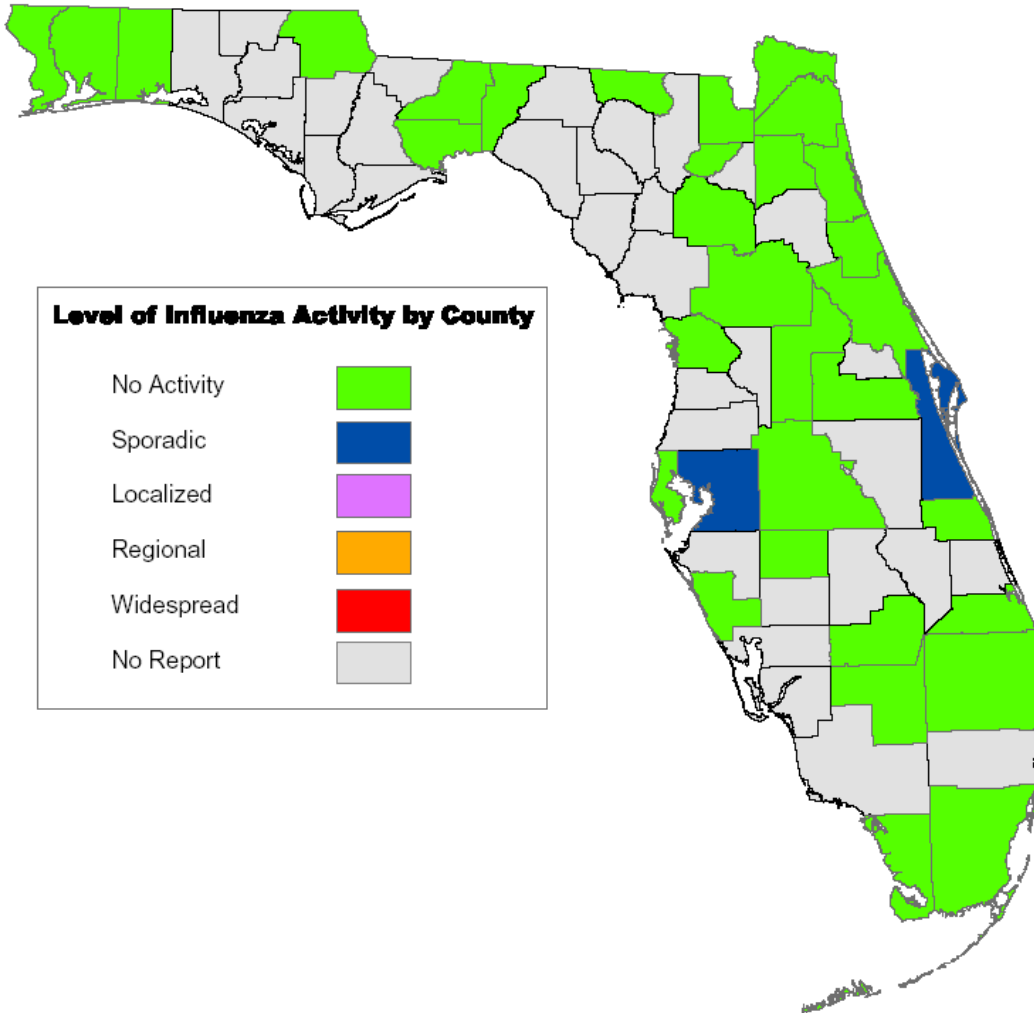 Level of Influenza Activity by County
No Activity
Sporadic
Localized
Regional
Widespread
No Report